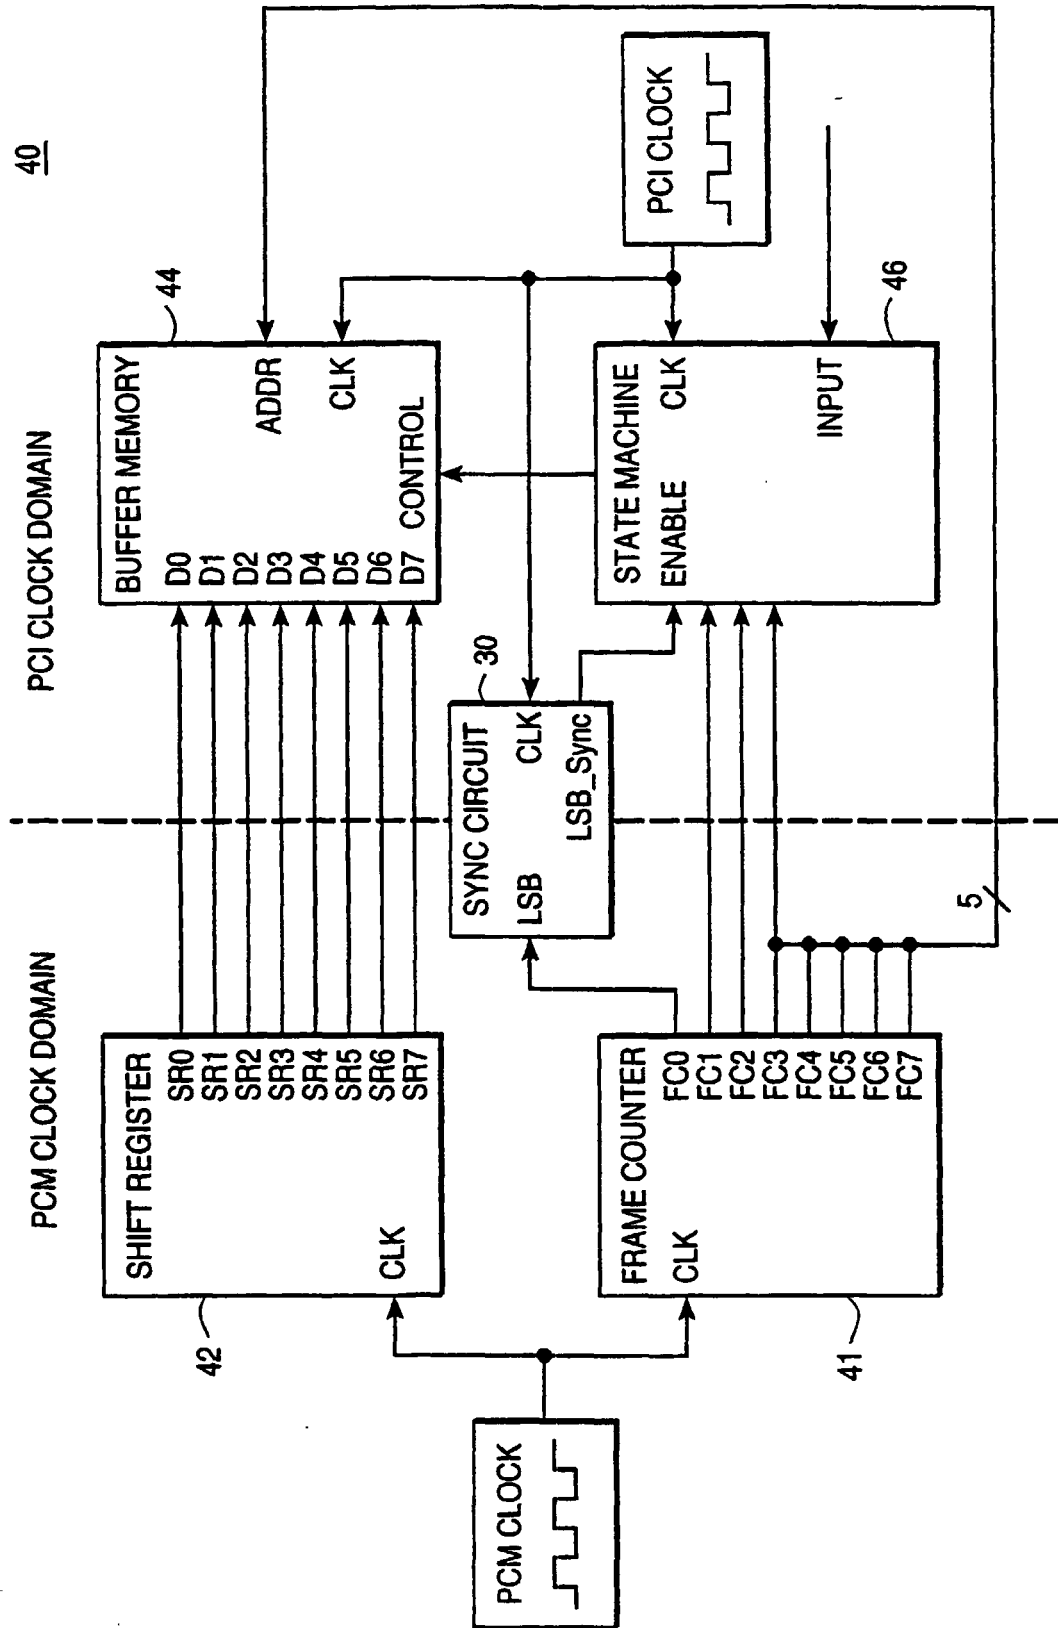 40
PCM CLOCK DOMAIN
PCI CLOCK DOMAIN
SHIFT REGISTER
SR0
SR1
SR2
SR3
SR4
SR5
SR6
SR7
CLK
42
BUFFER MEMORY
D0
D1
D2
D3
D4
D5
D6
D7
ADDR
CLK
CONTROL
44
PCM CLOCK
SYNC CIRCUIT
LSB
CLK
LSB_Sync
30
PCI CLOCK
FRAME COUNTER
CLK
FC0
FC1
FC2
FC3
FC4
FC5
FC6
FC7
41
STATE MACHINE
ENABLE
CLK
INPUT
46
5